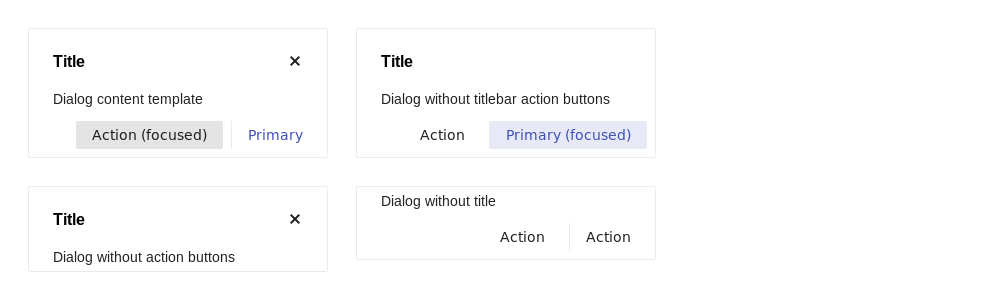 Title ✕
Dialog content template
Action (focused) Primary
Title
Dialog without titlebar action buttons
Action Primary (focused)
Title ✕
Dialog without action buttons
Dialog without title
Action Action